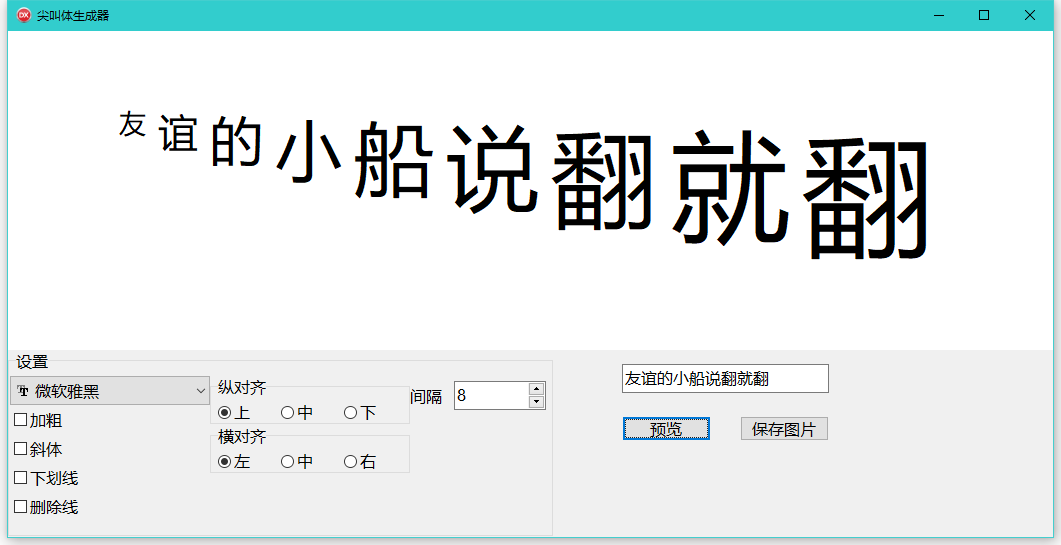 尖叫体生成器
友谊的小船说翻就翻
设置
微软雅黑
加粗
斜体
下划线
删除线
纵对齐
上 中 下
横对齐
左 中 右
间隔 8
友谊的小船说翻就翻
预览 保存图片